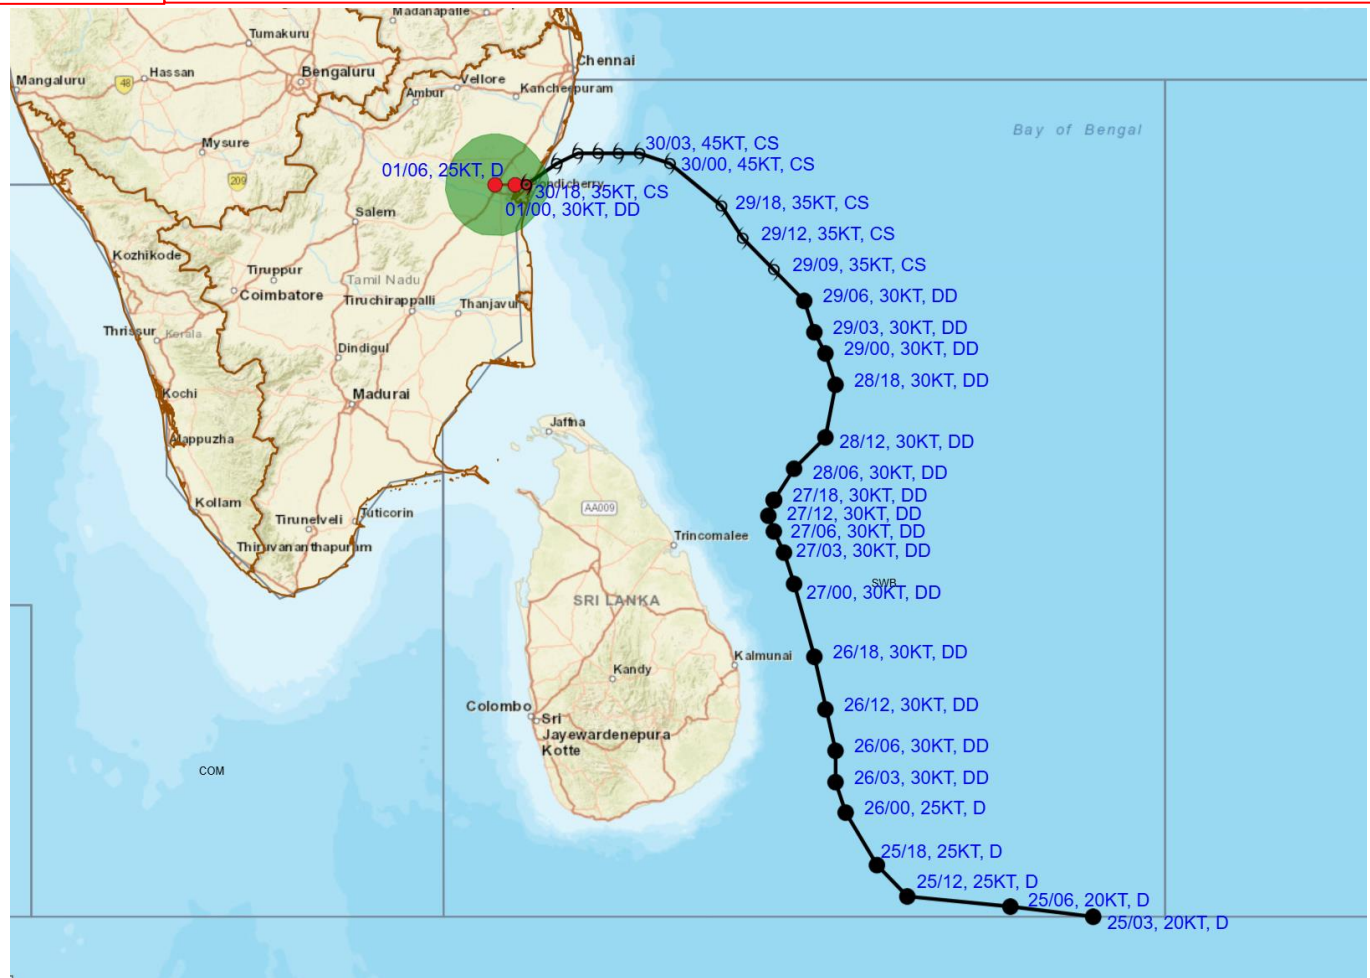 Madanapalle
Tumakuru
Chennai
Mangaluru
48
Hassan
Bengaluru
Vellore
Kancheepuram
Ambur
Bay of Bengal
Mysure
30/03, 45KT, CS
30/00, 45KT, CS
209
01/06, 25KT, D
30/18, 35KT, CS
01/00, 30KT, DD
29/18, 35KT, CS
Salem
29/12, 35KT, CS
Kozhikode
29/09, 35KT, CS
Tiruppur
Tamil Nadu
Coimbatore
Tiruchirappalli
Thanjavur
29/06, 30KT, DD
Thrissur
Kerala
29/03, 30KT, DD
Dindigul
29/00, 30KT, DD
28/18, 30KT, DD
Kochi
Madurai
Jaffna
Alappuzha
28/12, 30KT, DD
28/06, 30KT, DD
Kollam
27/18, 30KT, DD
AA009
Tuticorin
27/12, 30KT, DD
Tirunelveli
27/06, 30KT, DD
Trincomalee
Thiruvananthapuram
27/03, 30KT, DD
SWB
27/00, 30KT, DD
SRI LANKA
26/18, 30KT, DD
Kalmunai
Kandy
26/12, 30KT, DD
Colombo
Sri
Jayewardenepura
Kotte
26/06, 30KT, DD
COM
26/03, 30KT, DD
26/00, 25KT, D
25/18, 25KT, D
25/12, 25KT, D
25/06, 20KT, D
25/03, 20KT, D